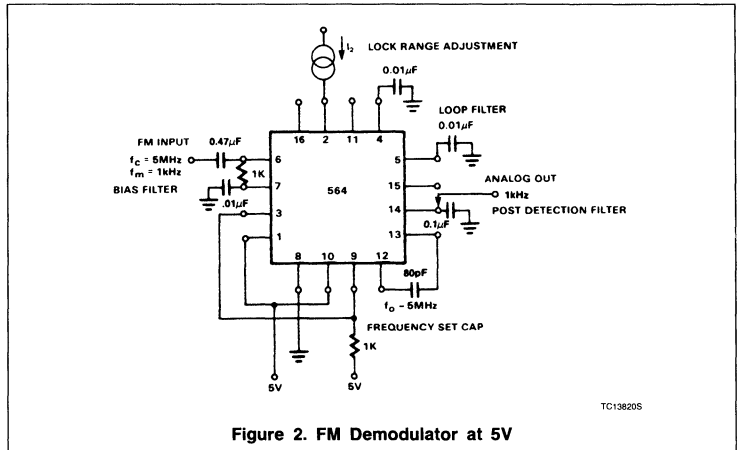 I₂ LOCK RANGE ADJUSTMENT
0.01μF
LOOP FILTER
0.01μF
16 2 11 4
FM INPUT 0.47μF
fC = 5MHz
fm = 1kHz
BIAS FILTER
.01μF
1K
6
7
3
1
564
5
15
14
13
ANALOG OUT
1kHz
POST DETECTION FILTER
0.1μF
8 10 9 12
80pF
fo - 5MHz
FREQUENCY SET CAP
1K
5V 5V
TC13820S
Figure 2. FM Demodulator at 5V